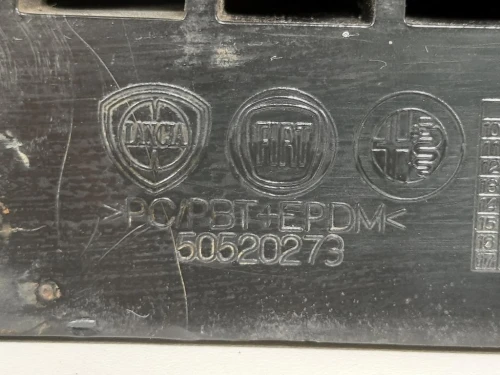 LANCIA
FIAT
>PC/PBT+EPDM<
50520273